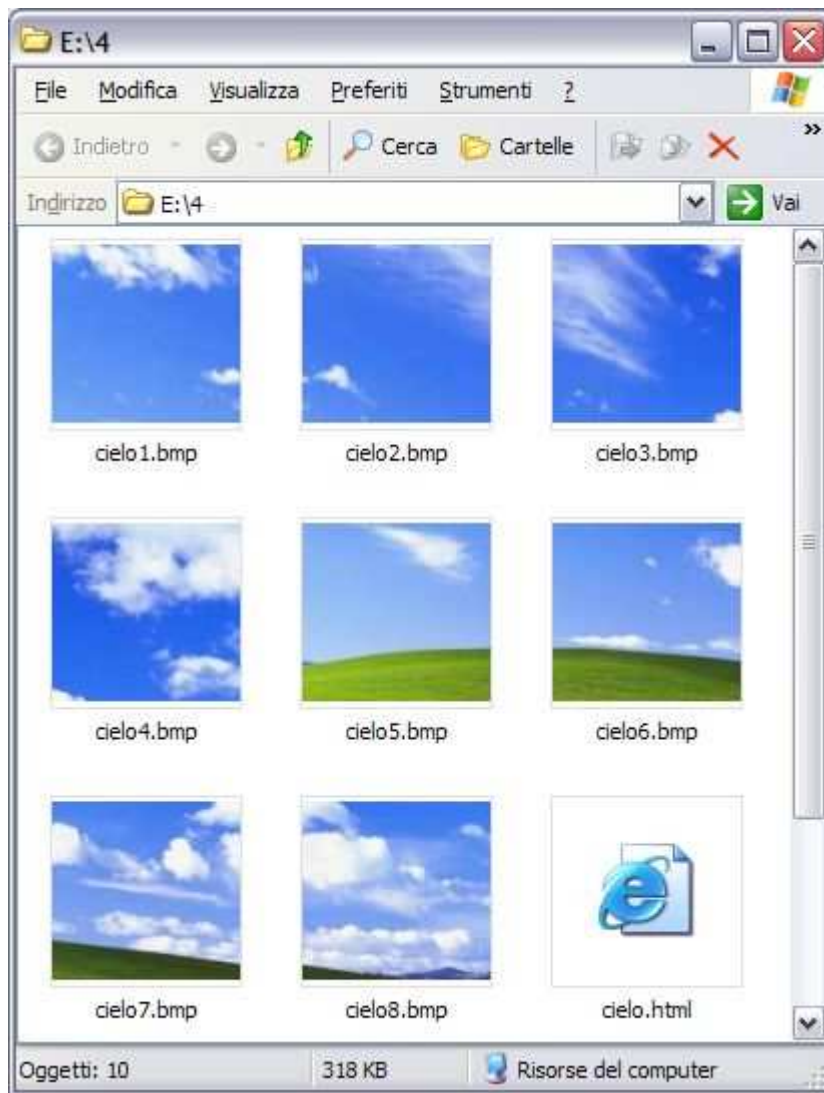 E:\4
File Modifica Visualizza Preferiti Strumenti ?
Indietro Cerca Cartelle »
Indirizzo E:\4 Vai
cielo1.bmp cielo2.bmp cielo3.bmp
cielo4.bmp cielo5.bmp cielo6.bmp
cielo7.bmp cielo8.bmp cielo.html
Oggetti: 10 318 KB Risorse del computer